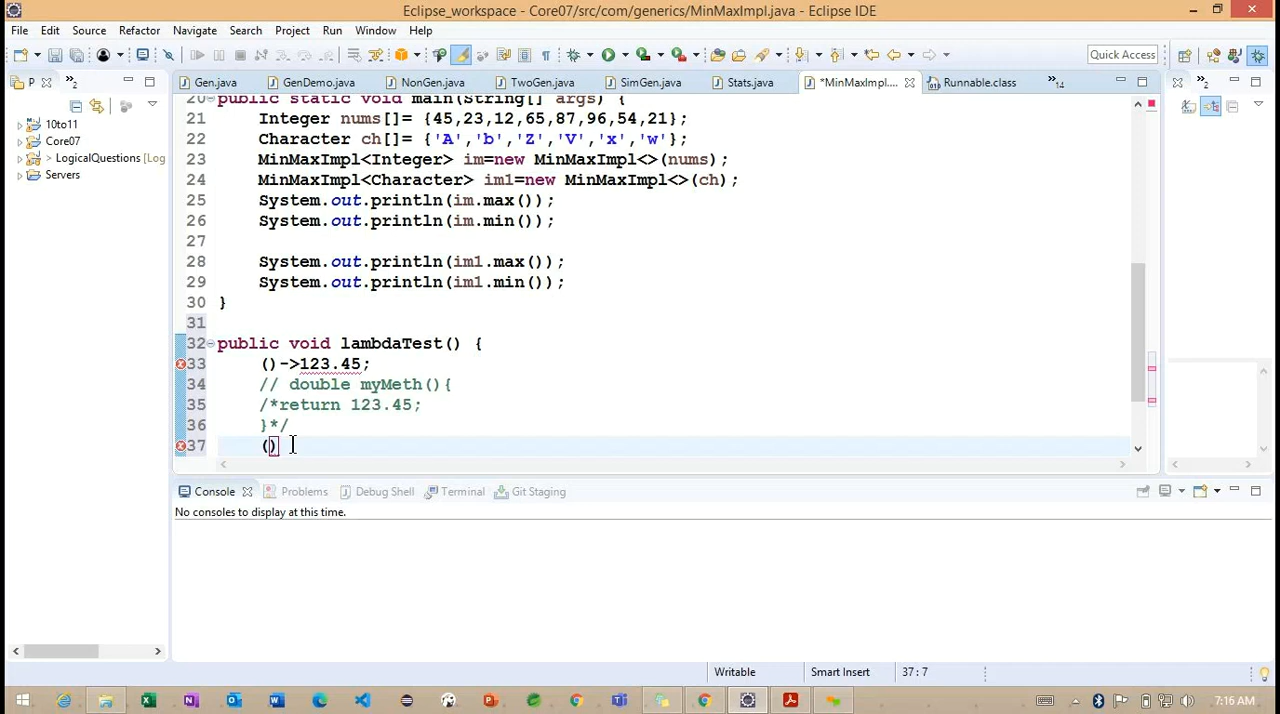 Eclipse_workspace - Core07/src/com/generics/MinMaxImpl.java - Eclipse IDE
File Edit Source Refactor Navigate Search Project Run Window Help
Quick Access
P »2 Gen.java GenDemo.java NonGen.java TwoGen.java SimGen.java Stats.java *MinMaxImpl.... Runnable.class »14 »2
10to11
Core07
> LogicalQuestions [Log
Servers
20 public static void main(String[] args) {
21 Integer nums[]= {45,23,12,65,87,96,54,21};
22 Character ch[]= {'A','b','Z','V','x','w'};
23 MinMaxImpl<Integer> im=new MinMaxImpl<>(nums);
24 MinMaxImpl<Character> im1=new MinMaxImpl<>(ch);
25 System.out.println(im.max());
26 System.out.println(im.min());
27
28 System.out.println(im1.max());
29 System.out.println(im1.min());
30 }
31
32 public void lambdaTest() {
33 ()->123.45;
34 // double myMeth(){
35 /*return 123.45;
36 }*/
37 ()
Console Problems Debug Shell Terminal Git Staging
No consoles to display at this time.
Writable Smart Insert 37:7
7:16 AM